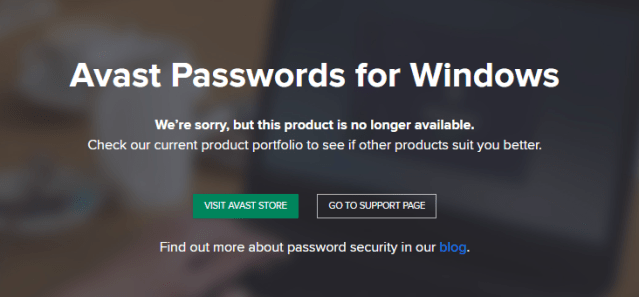 Avast Passwords for Windows
We're sorry, but this product is no longer available.
Check our current product portfolio to see if other products suit you better.
VISIT AVAST STORE
GO TO SUPPORT PAGE
Find out more about password security in our blog.